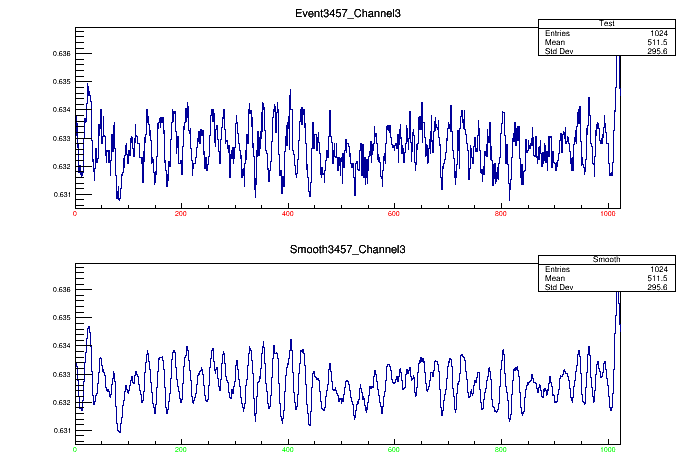 Event3457_Channel3
Test
Entries 1024
Mean 511.5
Std Dev 295.6
0.636
0.635
0.634
0.633
0.632
0.631
0 200 400 600 800 1000
Smooth3457_Channel3
Smooth
Entries 1024
Mean 511.5
Std Dev 295.6
0.636
0.635
0.634
0.633
0.632
0.631
0 200 400 600 800 1000